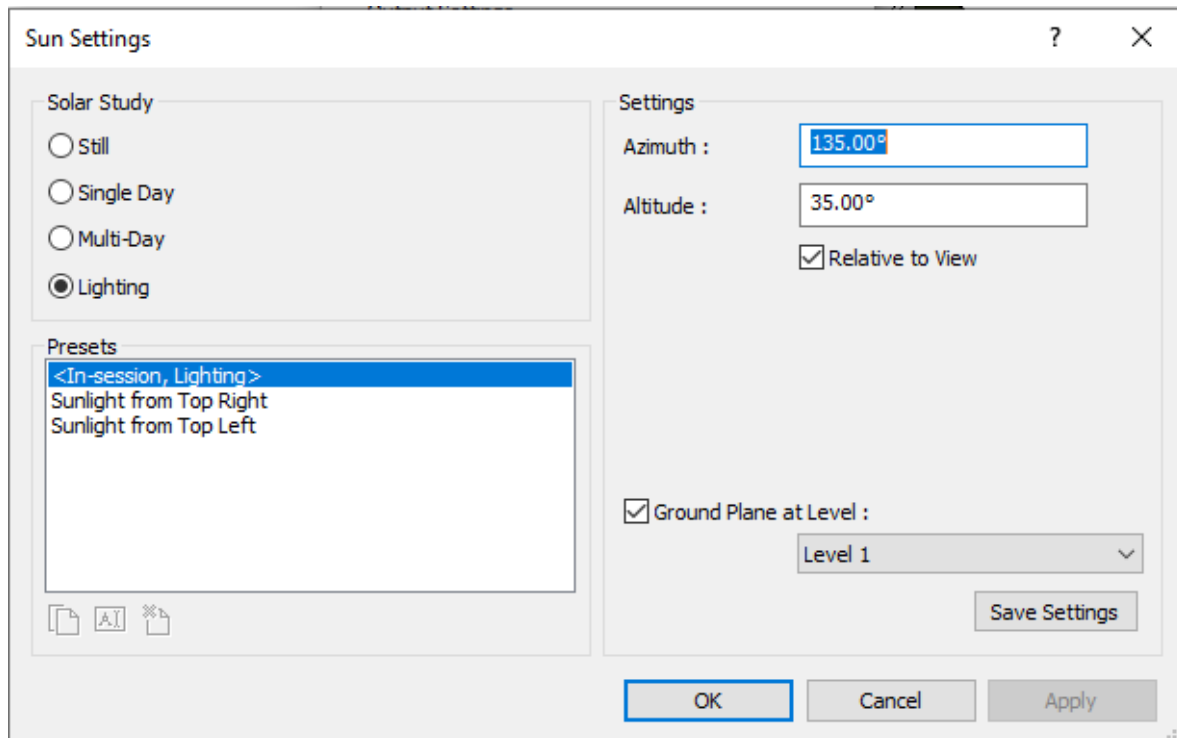 Output Settings
Sun Settings
?
Solar Study
Still
Single Day
Multi-Day
Lighting
Presets
<In-session, Lighting>
Sunlight from Top Right
Sunlight from Top Left
Settings
Azimuth :
135.00°
Altitude :
35.00°
Relative to View
Ground Plane at Level :
Level 1
Save Settings
OK
Cancel
Apply